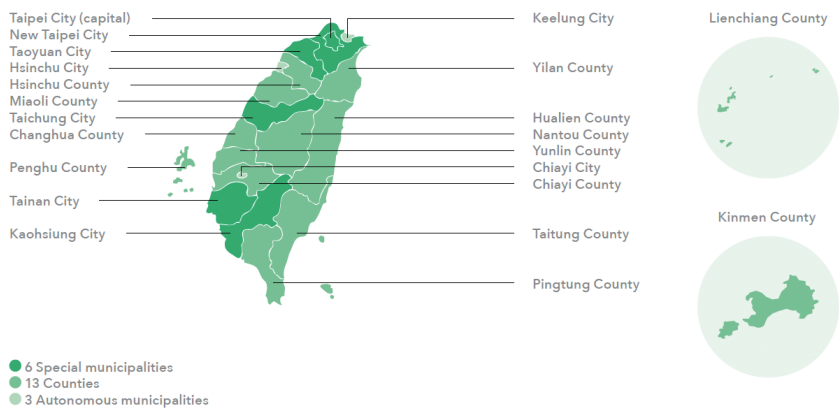 Taipei City (capital)
New Taipei City
Taoyuan City
Hsinchu City
Hsinchu County
Miaoli County
Taichung City
Changhua County
Penghu County
Tainan City
Kaohsiung City
Keelung City
Yilan County
Hualien County
Nantou County
Yunlin County
Chiayi City
Chiayi County
Taitung County
Pingtung County
Lienchiang County
Kinmen County
6 Special municipalities
13 Counties
3 Autonomous municipalities